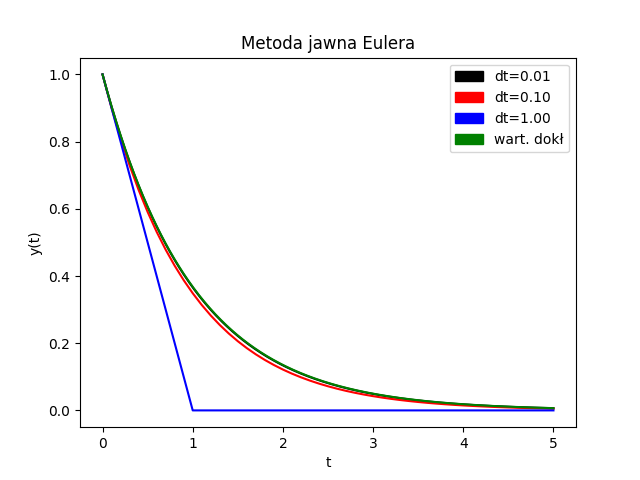 Metoda jawna Eulera
dt=0.01
dt=0.10
dt=1.00
wart. dokł
y(t)
1.0
0.8
0.6
0.4
0.2
0.0
0 1 2 3 4 5
t